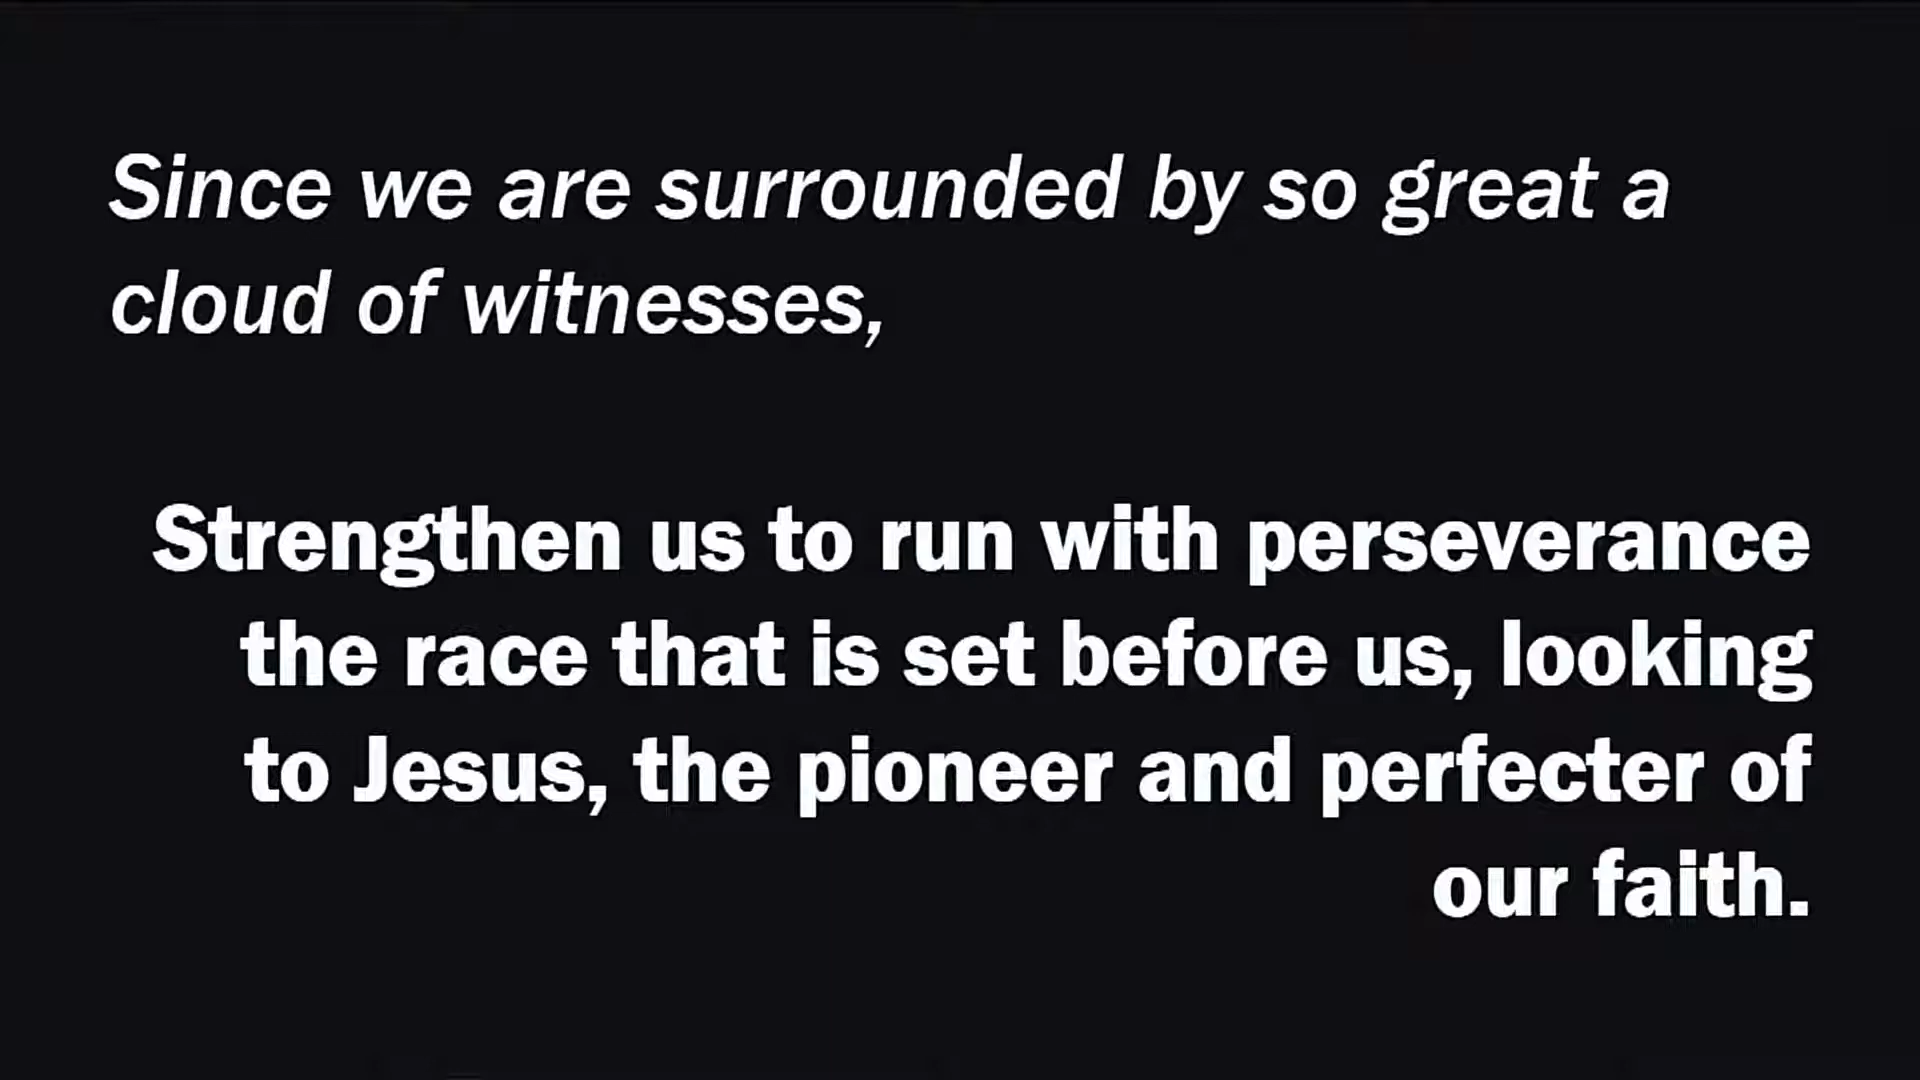 Since we are surrounded by so great a
cloud of witnesses,
Strengthen us to run with perseverance
the race that is set before us, looking
to Jesus, the pioneer and perfecter of
our faith.